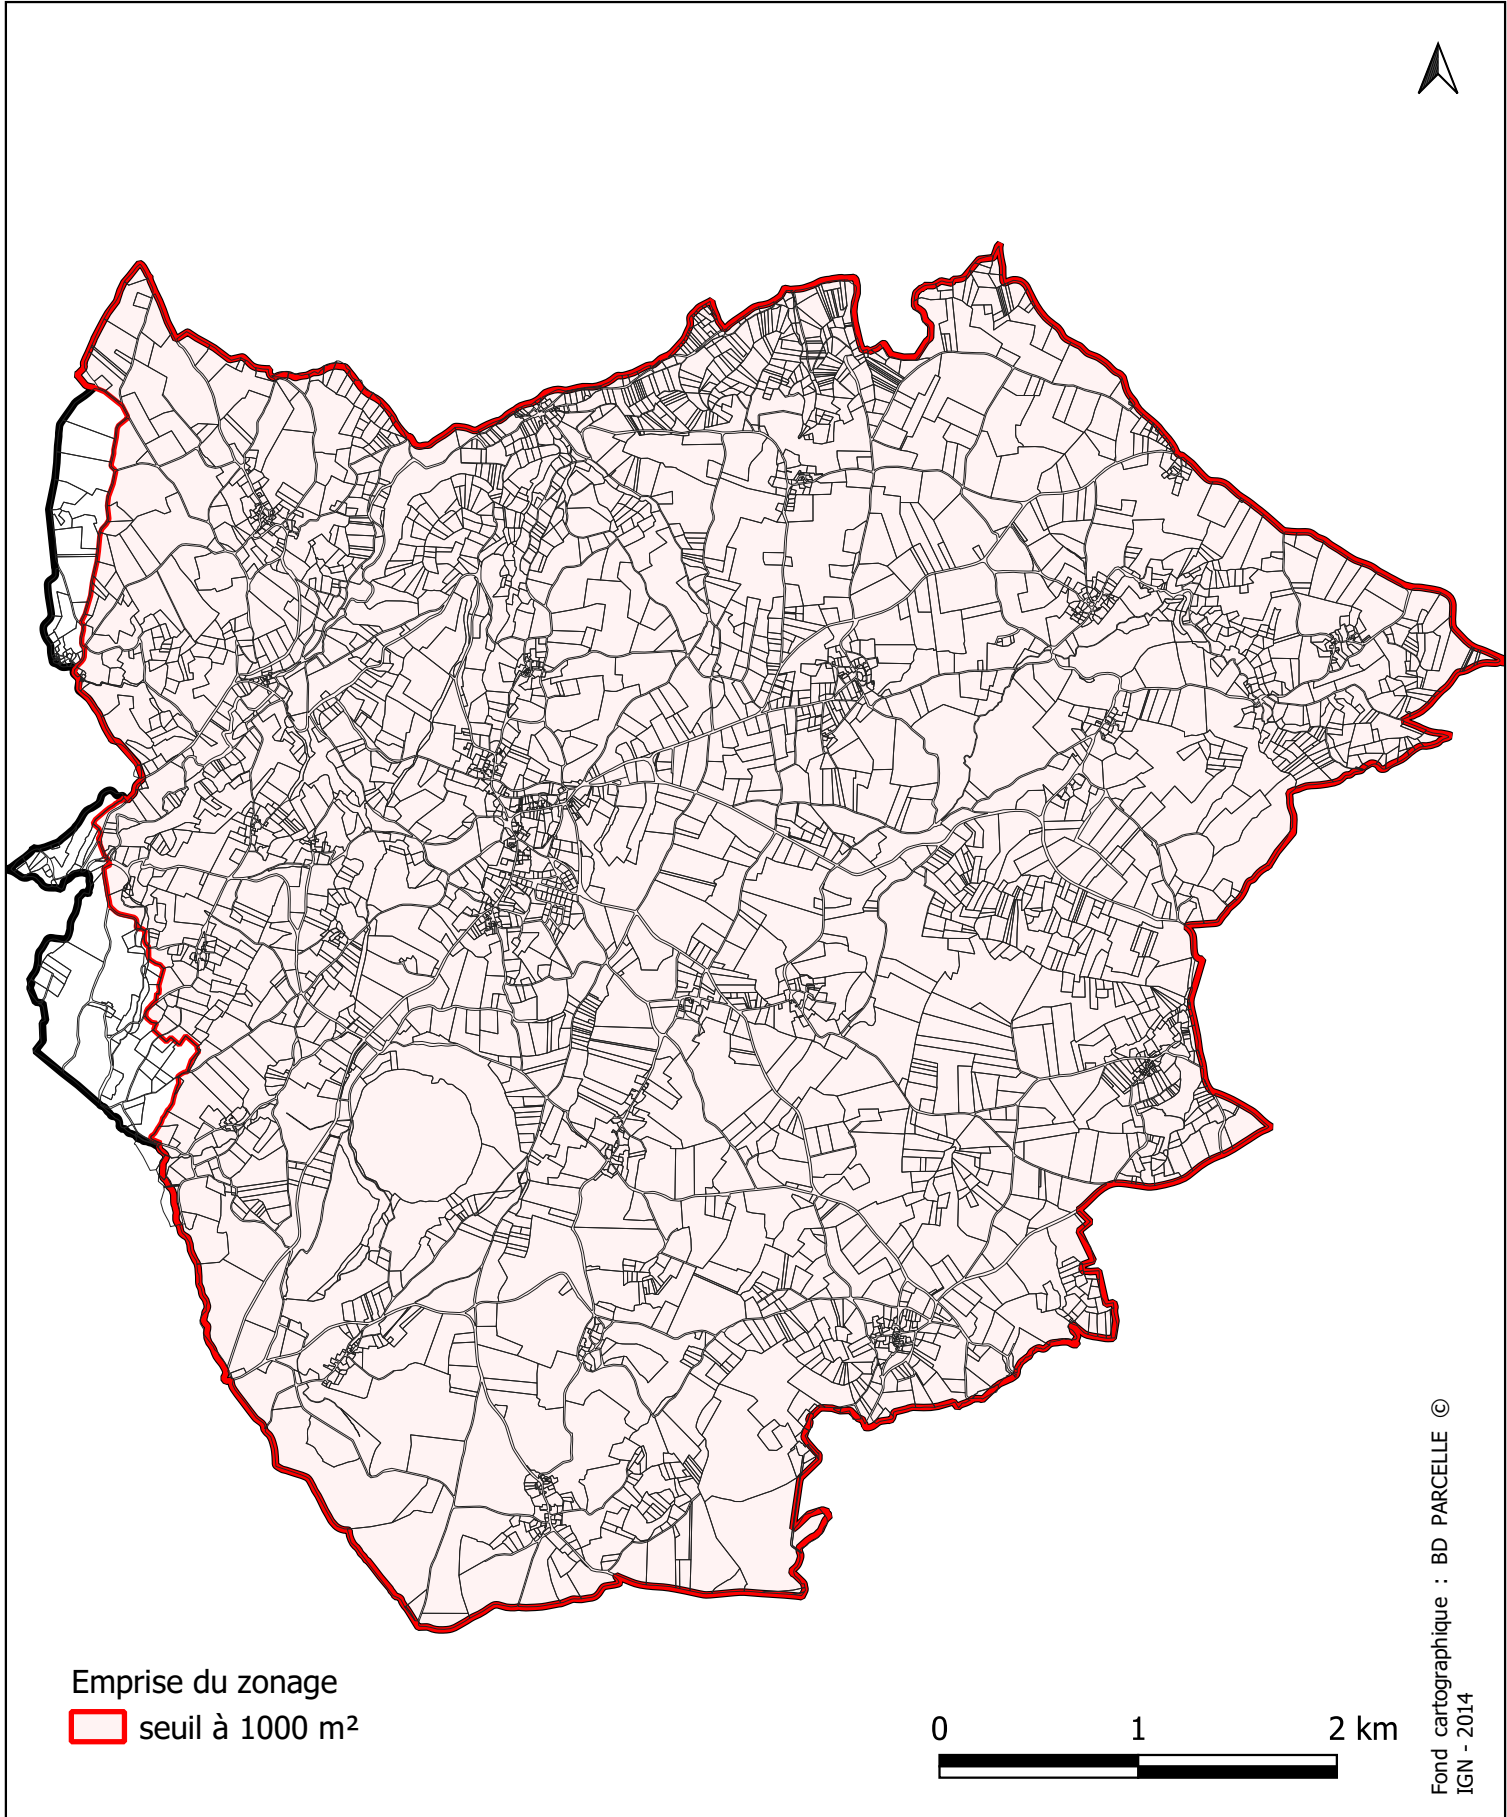 Emprise du zonage
seuil à 1000 m²
0 1 2 km
Fond cartographique : BD PARCELLE ©
IGN - 2014